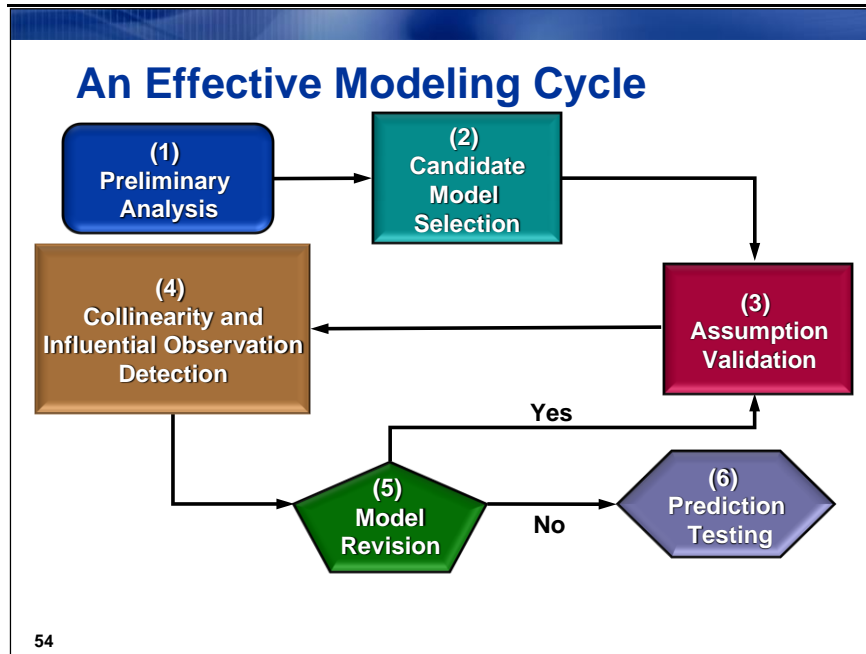 An Effective Modeling Cycle
(1)
Preliminary
Analysis
(2)
Candidate
Model
Selection
(3)
Assumption
Validation
(4)
Collinearity and
Influential Observation
Detection
(5)
Model
Revision
Yes
No
(6)
Prediction
Testing
54